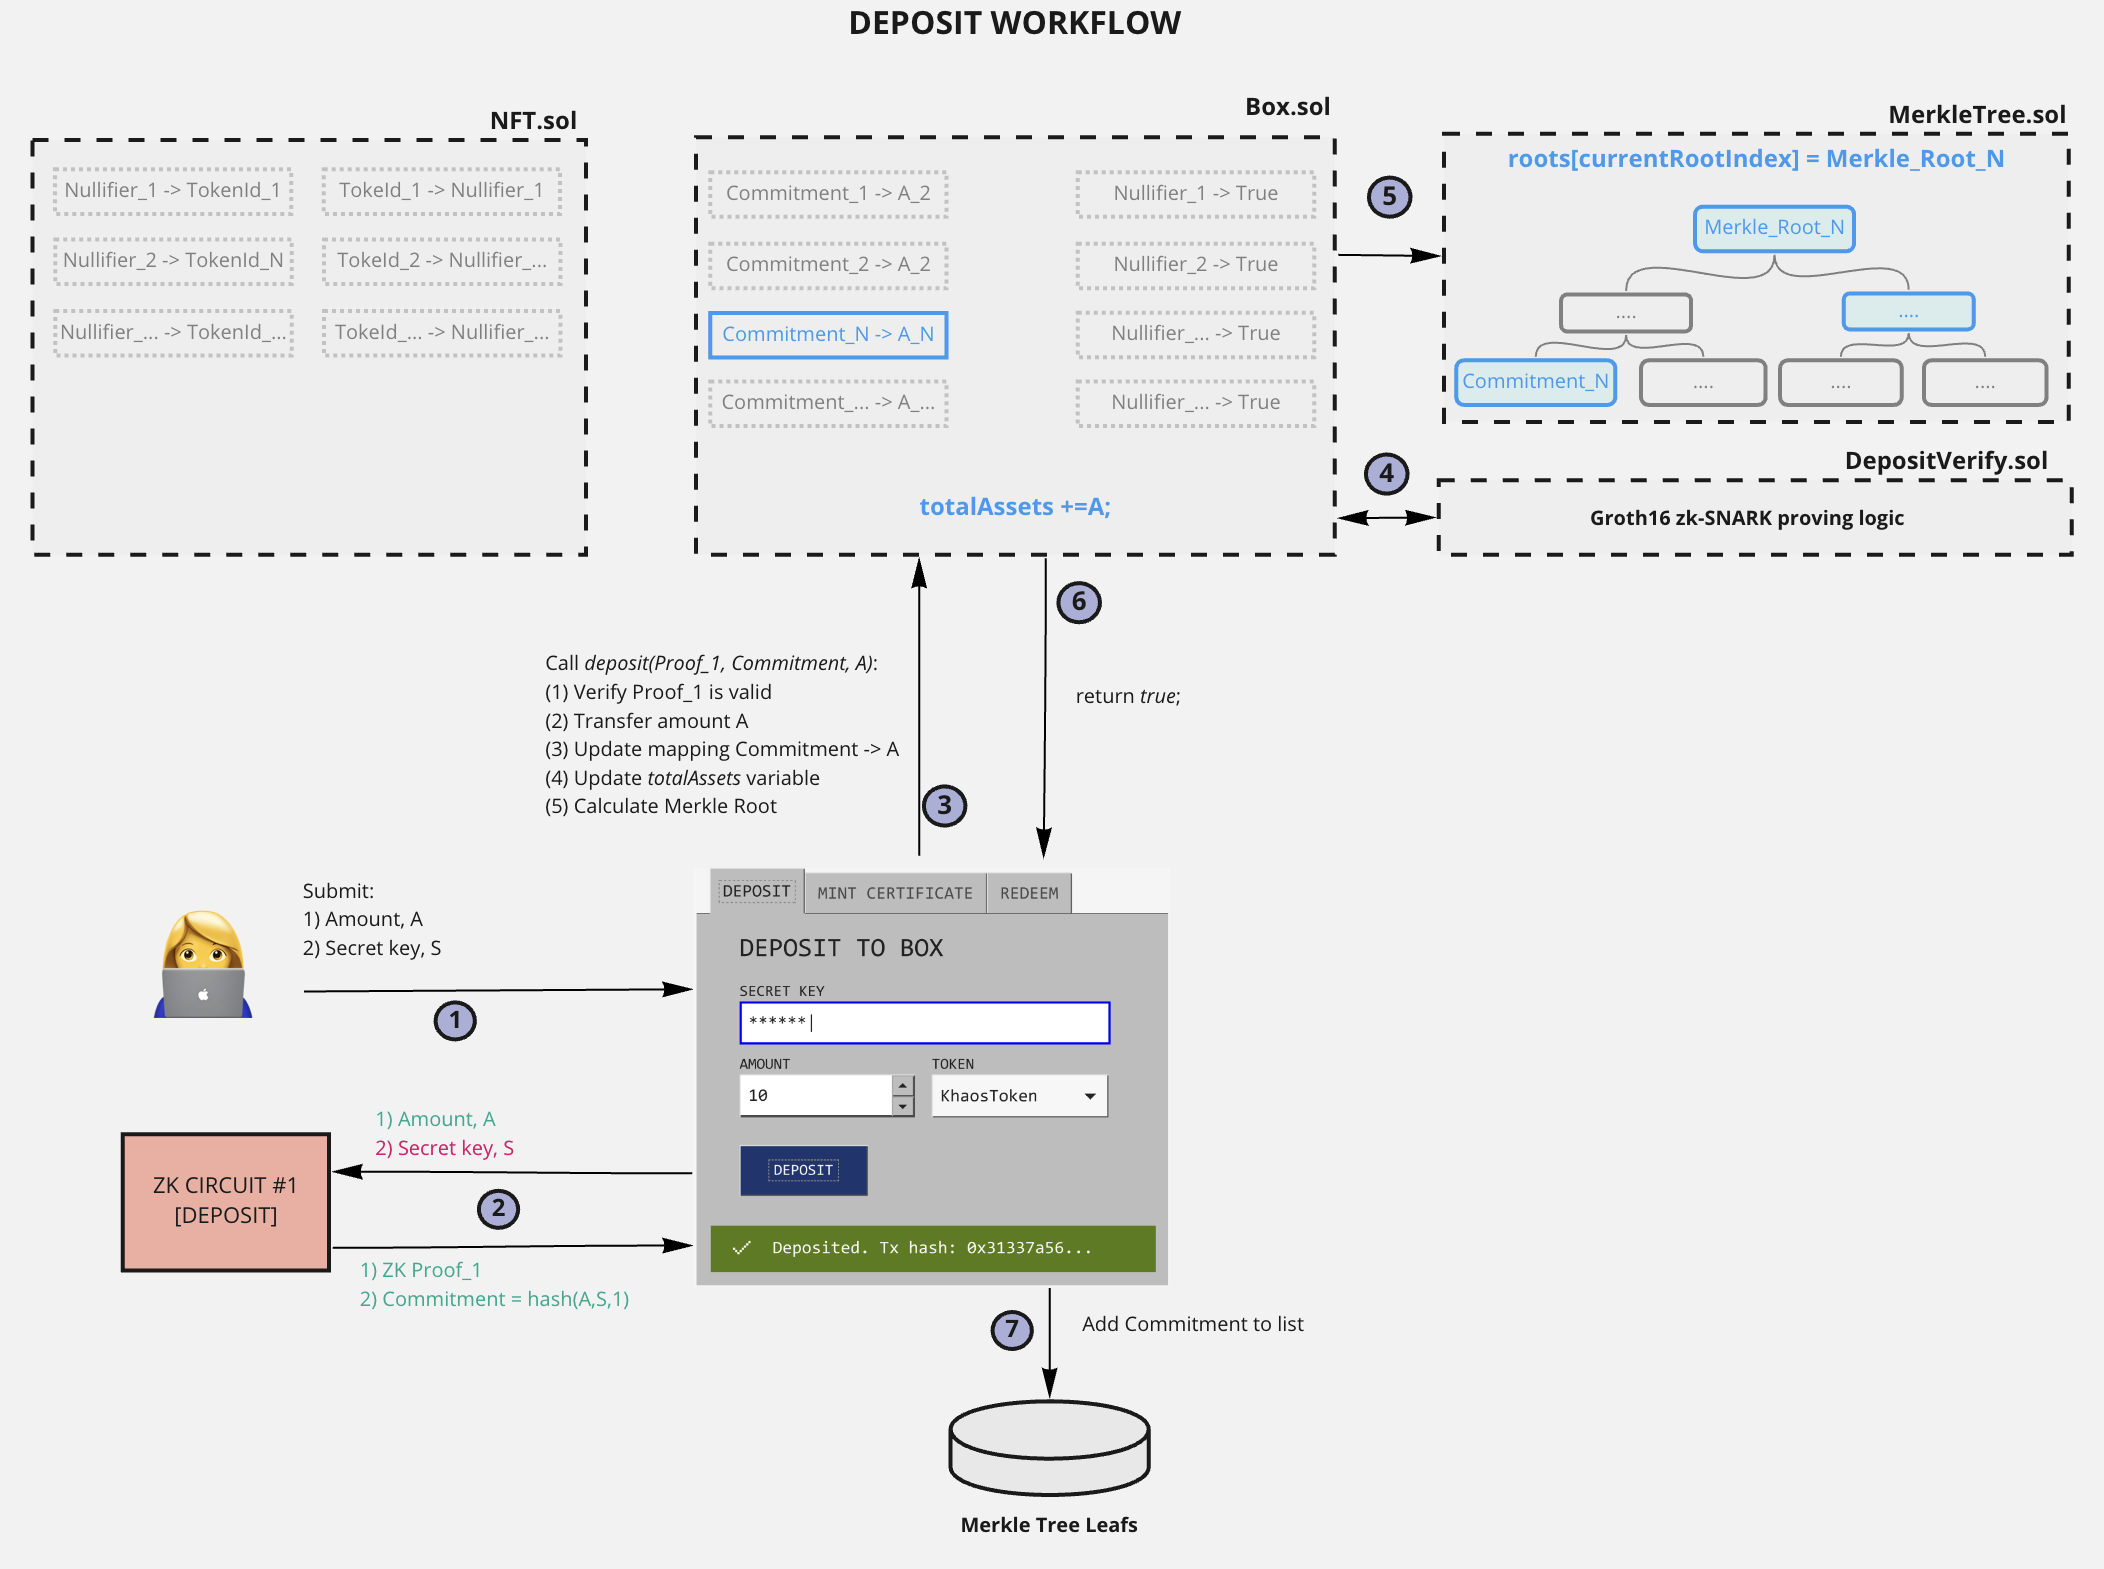 DEPOSIT WORKFLOW
NFT.sol
Nullifier_1 -> TokenId_1
TokeId_1 -> Nullifier_1
Nullifier_2 -> TokenId_N
TokeId_2 -> Nullifier_...
Nullifier_... -> TokenId_...
TokeId_... -> Nullifier_...
Box.sol
Commitment_1 -> A_2
Nullifier_1 -> True
Commitment_2 -> A_2
Nullifier_2 -> True
Commitment_N -> A_N
Nullifier_... -> True
Commitment_... -> A_...
Nullifier_... -> True
totalAssets +=A;
5
MerkleTree.sol
roots[currentRootIndex] = Merkle_Root_N
Merkle_Root_N
....
....
Commitment_N
....
....
....
4
DepositVerify.sol
Groth16 zk-SNARK proving logic
6
Call deposit(Proof_1, Commitment, A):
(1) Verify Proof_1 is valid
(2) Transfer amount A
(3) Update mapping Commitment -> A
(4) Update totalAssets variable
(5) Calculate Merkle Root
return true;
3
Submit:
1) Amount, A
2) Secret key, S
1
DEPOSIT
MINT CERTIFICATE
REDEEM
DEPOSIT TO BOX
SECRET KEY
******
AMOUNT
TOKEN
10
KhaosToken
DEPOSIT
Deposited. Tx hash: 0x31337a56...
1) Amount, A
2) Secret key, S
ZK CIRCUIT #1
[DEPOSIT]
2
1) ZK Proof_1
2) Commitment = hash(A,S,1)
7
Add Commitment to list
Merkle Tree Leafs